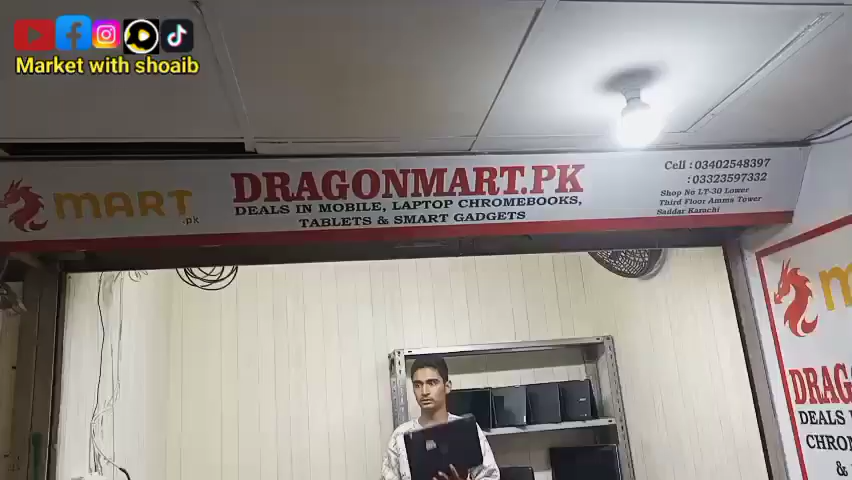 Market with shoaib
MART
.pk
DRAGONMART.PK
DEALS IN MOBILE, LAPTOP CHROMEBOOKS,
TABLETS & SMART GADGETS
Cell : 03402548397
: 03323597332
Shop No LT-30 Lower
Third Floor Amma Tower
Saddar Karachi
M
DRAG
DEALS
CHRO
&